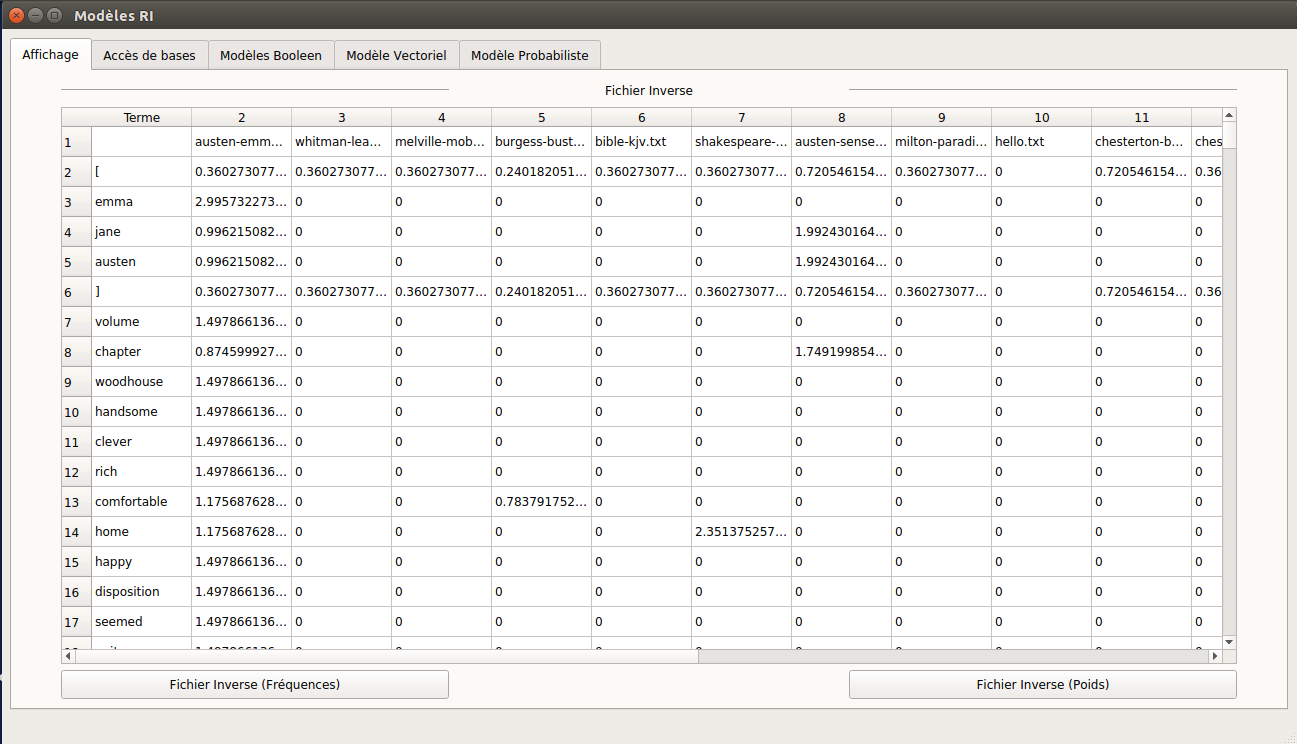 Modèles RI
Affichage Accès de bases Modèles Booleen Modèle Vectoriel Modèle Probabiliste
Fichier Inverse
Terme 2 3 4 5 6 7 8 9 10 11
1 austen-emm... whitman-lea... melville-mob... burgess-bust... bible-kjv.txt shakespeare-... austen-sense... milton-paradi... hello.txt chesterton-b... ches
2 [ 0.360273077... 0.360273077... 0.360273077... 0.240182051... 0.360273077... 0.360273077... 0.720546154... 0.360273077... 0 0.720546154... 0.36
3 emma 2.995732273... 0 0 0 0 0 0 0 0 0 0
4 jane 0.996215082... 0 0 0 0 0 1.992430164... 0 0 0 0
5 austen 0.996215082... 0 0 0 0 0 1.992430164... 0 0 0 0
6 ] 0.360273077... 0.360273077... 0.360273077... 0.240182051... 0.360273077... 0.360273077... 0.720546154... 0.360273077... 0 0.720546154... 0.36
7 volume 1.497866136... 0 0 0 0 0 0 0 0 0 0
8 chapter 0.874599927... 0 0 0 0 0 1.749199854... 0 0 0 0
9 woodhouse 1.497866136... 0 0 0 0 0 0 0 0 0 0
10 handsome 1.497866136... 0 0 0 0 0 0 0 0 0 0
11 clever 1.497866136... 0 0 0 0 0 0 0 0 0 0
12 rich 1.497866136... 0 0 0 0 0 0 0 0 0 0
13 comfortable 1.175687628... 0 0 0.783791752... 0 0 0 0 0 0 0
14 home 1.175687628... 0 0 0 0 2.351375257... 0 0 0 0 0
15 happy 1.497866136... 0 0 0 0 0 0 0 0 0 0
16 disposition 1.497866136... 0 0 0 0 0 0 0 0 0 0
17 seemed 1.497866136... 0 0 0 0 0 0 0 0 0 0
Fichier Inverse (Fréquences) Fichier Inverse (Poids)